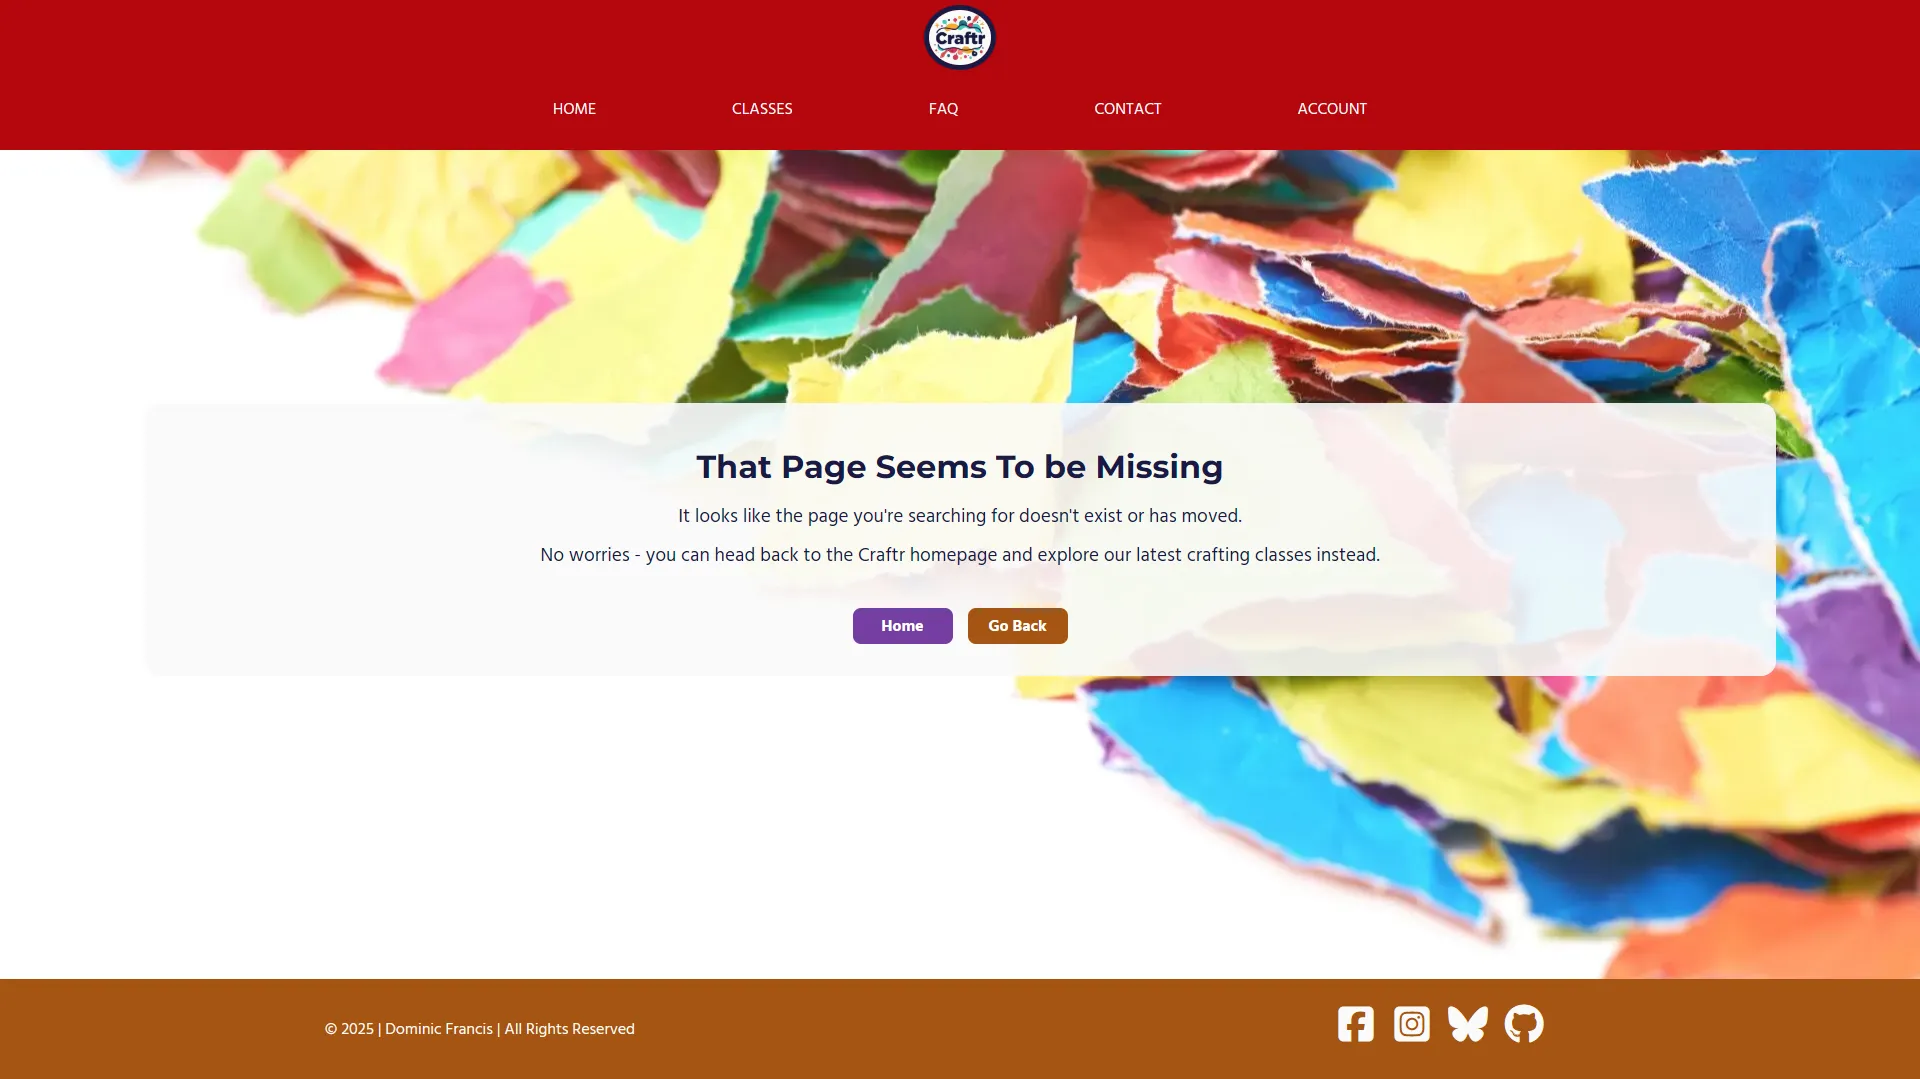 Craftr
HOME CLASSES FAQ CONTACT ACCOUNT
That Page Seems To be Missing
It looks like the page you're searching for doesn't exist or has moved.
No worries - you can head back to the Craftr homepage and explore our latest crafting classes instead.
Home Go Back
© 2025 | Dominic Francis | All Rights Reserved